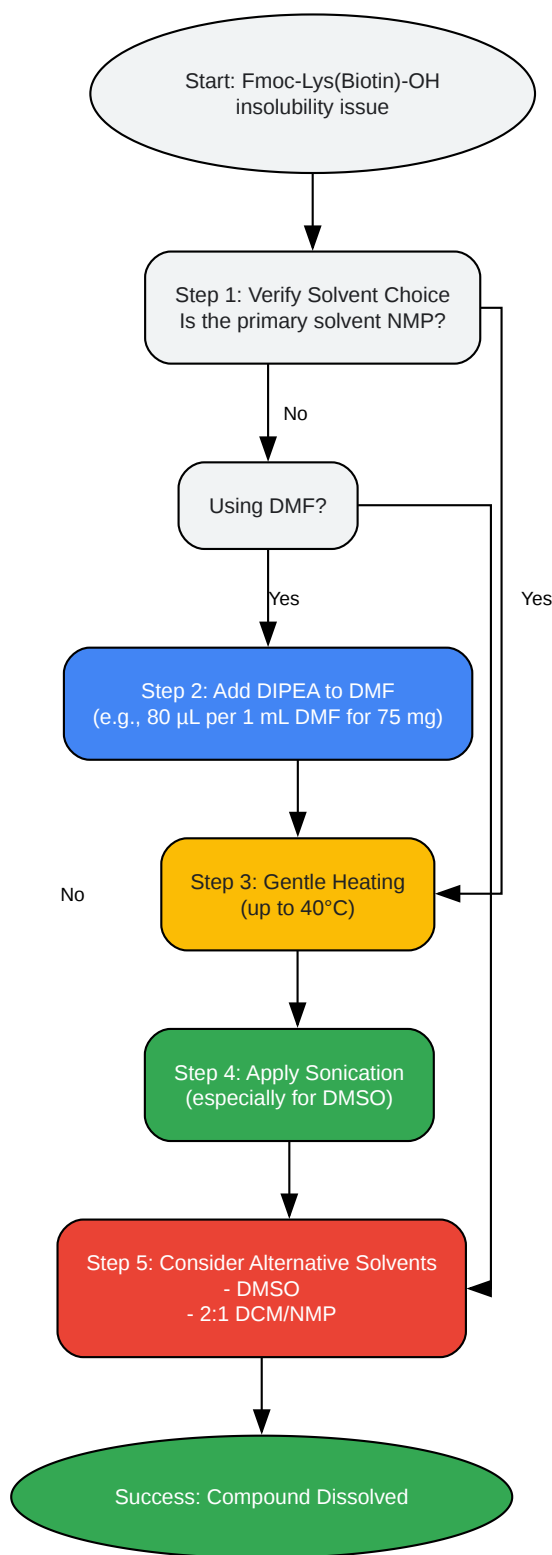 Start: Fmoc-Lys(Biotin)-OH
insolubility issue
Step 1: Verify Solvent Choice
Is the primary solvent NMP?
No
Using DMF?
Yes
Yes
Step 2: Add DIPEA to DMF
(e.g., 80 µL per 1 mL DMF for 75 mg)
Step 3: Gentle Heating
(up to 40°C)
No
Step 4: Apply Sonication
(especially for DMSO)
Step 5: Consider Alternative Solvents
- DMSO
- 2:1 DCM/NMP
Success: Compound Dissolved